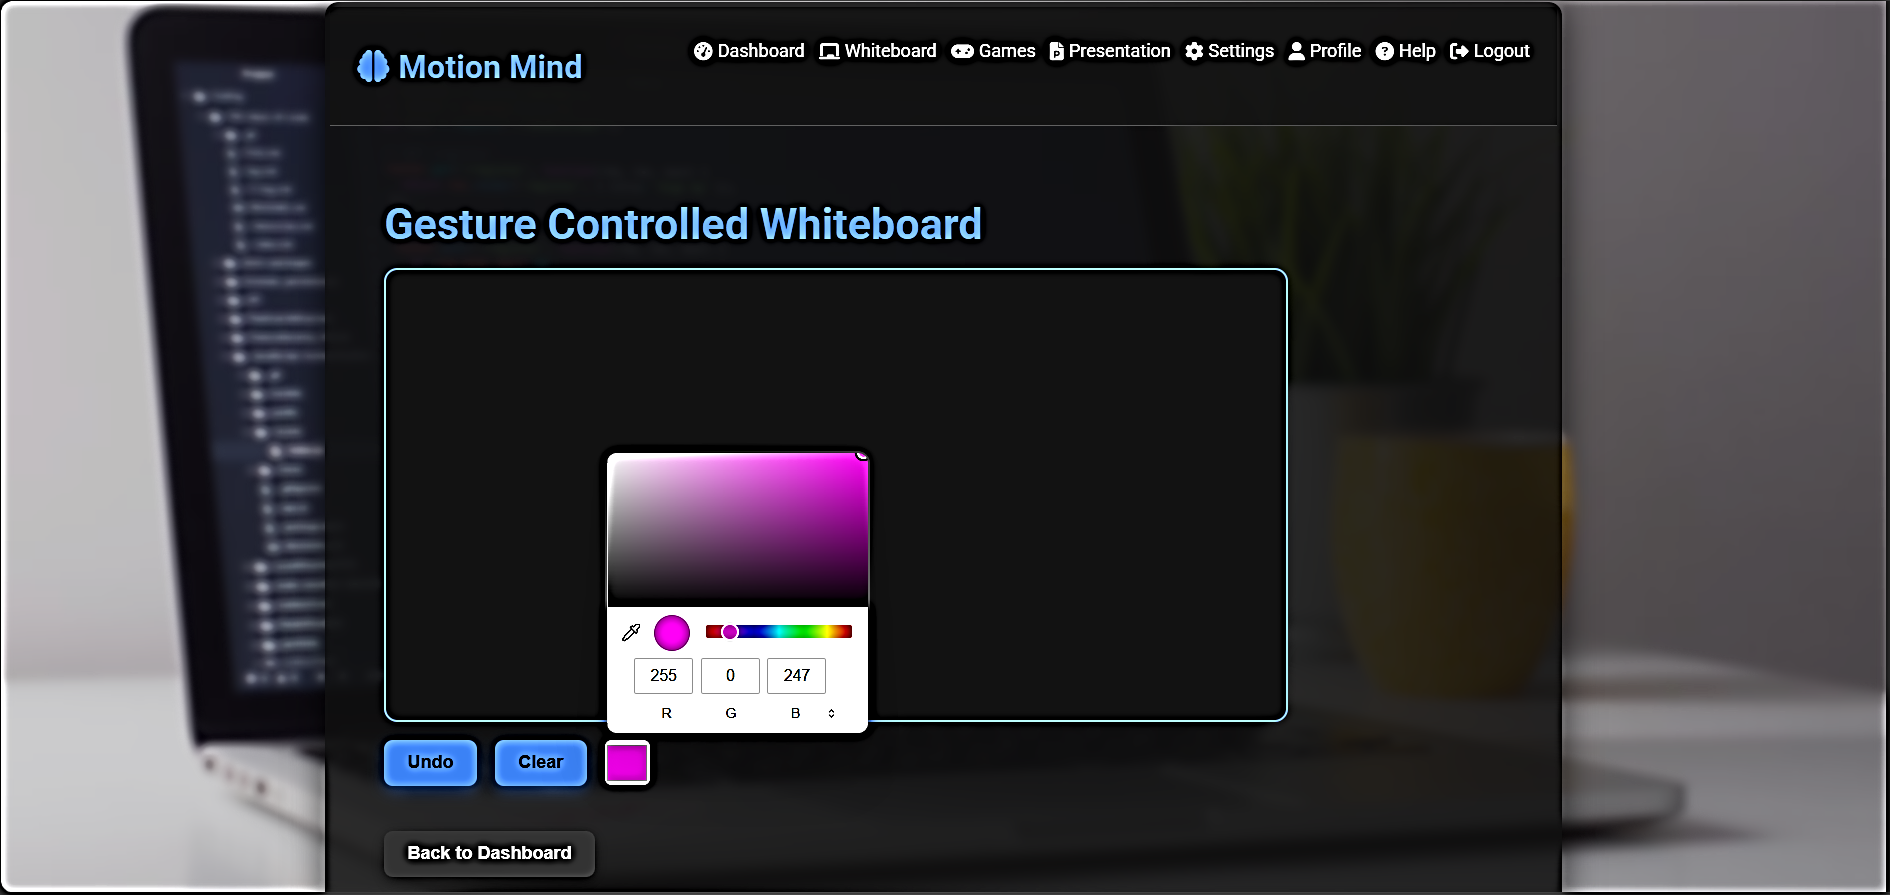 Motion Mind
Dashboard Whiteboard Games Presentation Settings Profile Help Logout
Gesture Controlled Whiteboard
255 0 247
R G B
Undo Clear
Back to Dashboard